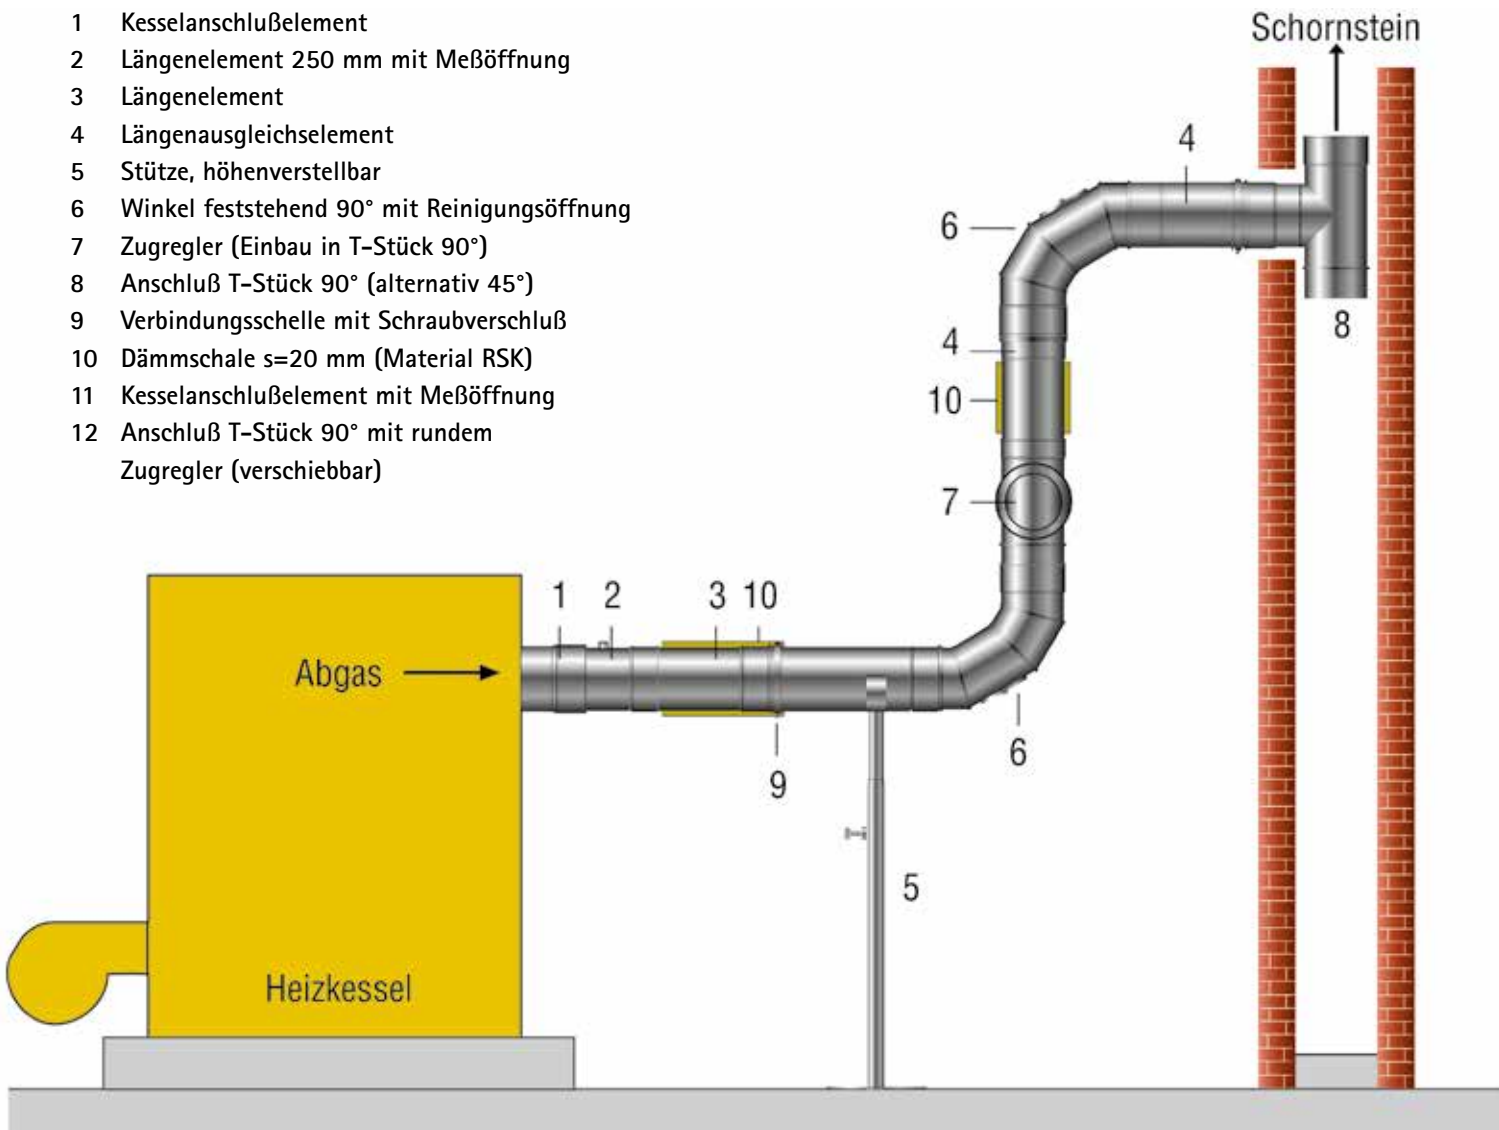 1 Kesselanschlußelement
2 Längenelement 250 mm mit Meßöffnung
3 Längenelement
4 Längenausgleichselement
5 Stütze, höhenverstellbar
6 Winkel feststehend 90° mit Reinigungsöffnung
7 Zugregler (Einbau in T-Stück 90°)
8 Anschluß T-Stück 90° (alternativ 45°)
9 Verbindungsschelle mit Schraubverschluß
10 Dämmschale s=20 mm (Material RSK)
11 Kesselanschlußelement mit Meßöffnung
12 Anschluß T-Stück 90° mit rundem
Zugregler (verschiebbar)
Schornstein
4
6
8
4
10
7
1 2 3 10
Abgas
6
9
5
Heizkessel